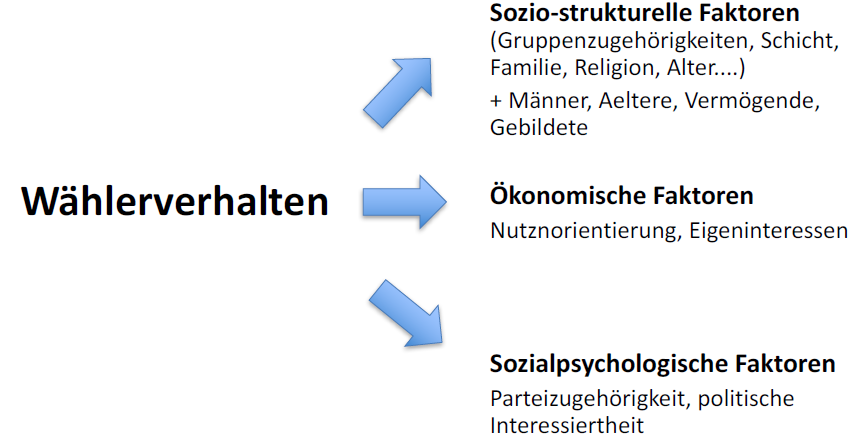 Sozio-strukturelle Faktoren
(Gruppenzugehörigkeiten, Schicht,
Familie, Religion, Alter....)
+ Männer, Aeltere, Vermögende,
Gebildete
Wählerverhalten
Ökonomische Faktoren
Nutznorientierung, Eigeninteressen
Sozialpsychologische Faktoren
Parteizugehörigkeit, politische
Interessiertheit